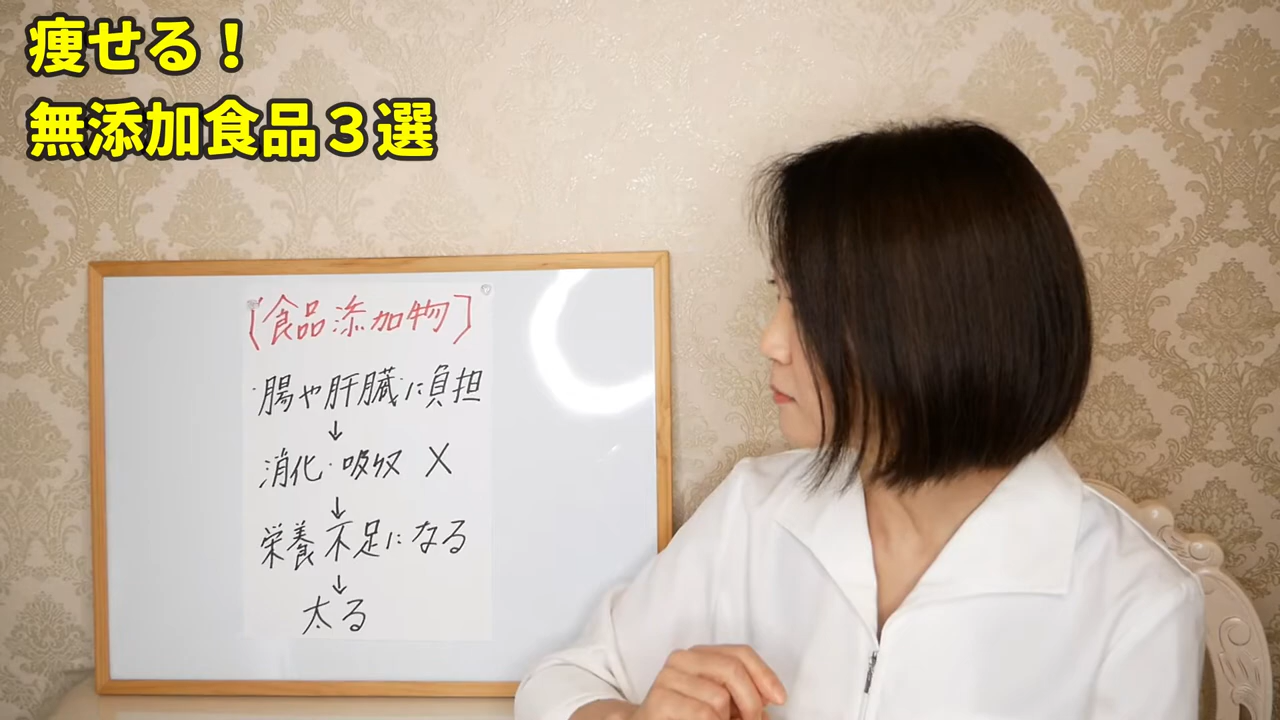 痩せる！
無添加食品３選
[食品添加物]
・腸や肝臓に負担
↓
消化・吸収 X
↓
栄養不足になる
↓
太る